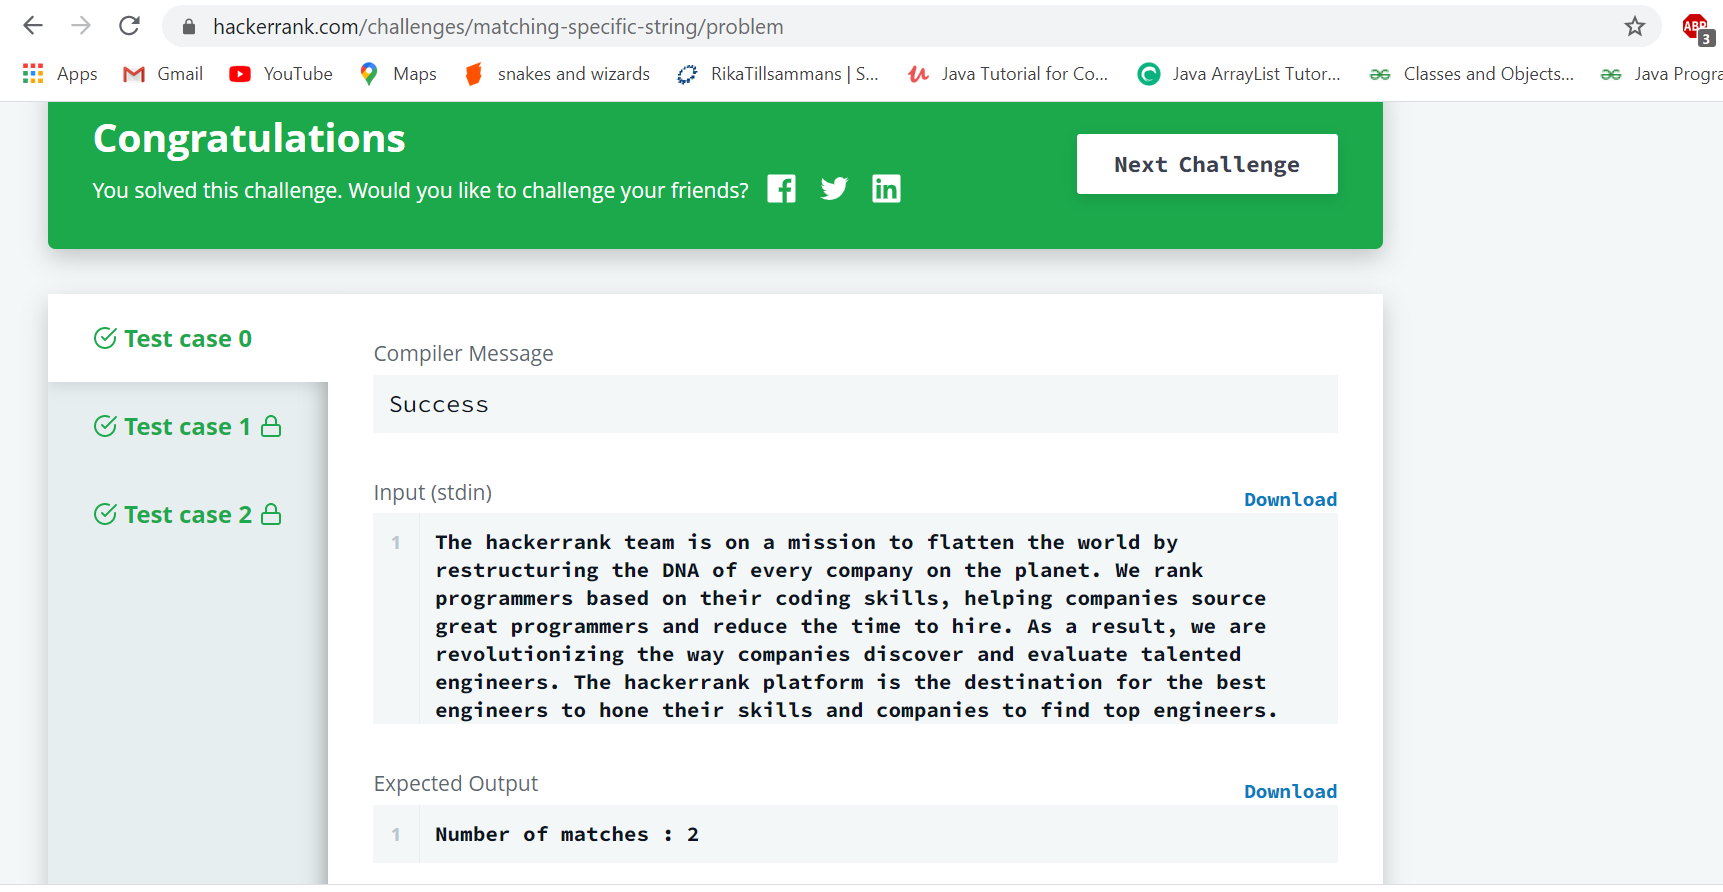 hackerrank.com/challenges/matching-specific-string/problem
ABP
3
Apps Gmail YouTube Maps snakes and wizards RikaTillsammans | S... Java Tutorial for Co... Java ArrayList Tutor... Classes and Objects... Java Progra
Congratulations
Next Challenge
You solved this challenge. Would you like to challenge your friends?
Test case 0
Test case 1
Test case 2
Compiler Message
Success
Input (stdin)
Download
1 The hackerrank team is on a mission to flatten the world by
restructuring the DNA of every company on the planet. We rank
programmers based on their coding skills, helping companies source
great programmers and reduce the time to hire. As a result, we are
revolutionizing the way companies discover and evaluate talented
engineers. The hackerrank platform is the destination for the best
engineers to hone their skills and companies to find top engineers.
Expected Output
Download
1 Number of matches : 2